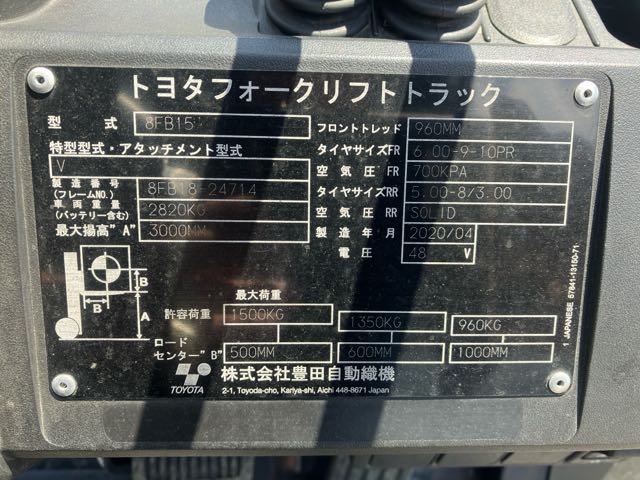 トヨタフォークリフトトラック
型 式 8FB15
特型型式・アタッチメント型式
V
製造番号 (フレームNO.) 8FB18-24714
車両重量 (バッテリー含む) 2820KG
最大揚高"A" 3000MM
フロントトレッド 960MM
タイヤサイズFR 6.00-9-10PR
空気圧 FR 700KPA
タイヤサイズRR 5.00-8/3.00
空気圧 RR SOLID
製造年・月 2020/04
電圧 48 V
B
B
A
最大荷重
許容荷重 1500KG 1350KG 960KG
ロード
センター"B" 500MM 600MM 1000MM
TOYOTA
株式会社豊田自動織機
2-1, Toyoda-cho, Kariya-shi, Aichi 448-8671 Japan
1 JAPANESE 57641-13150-71